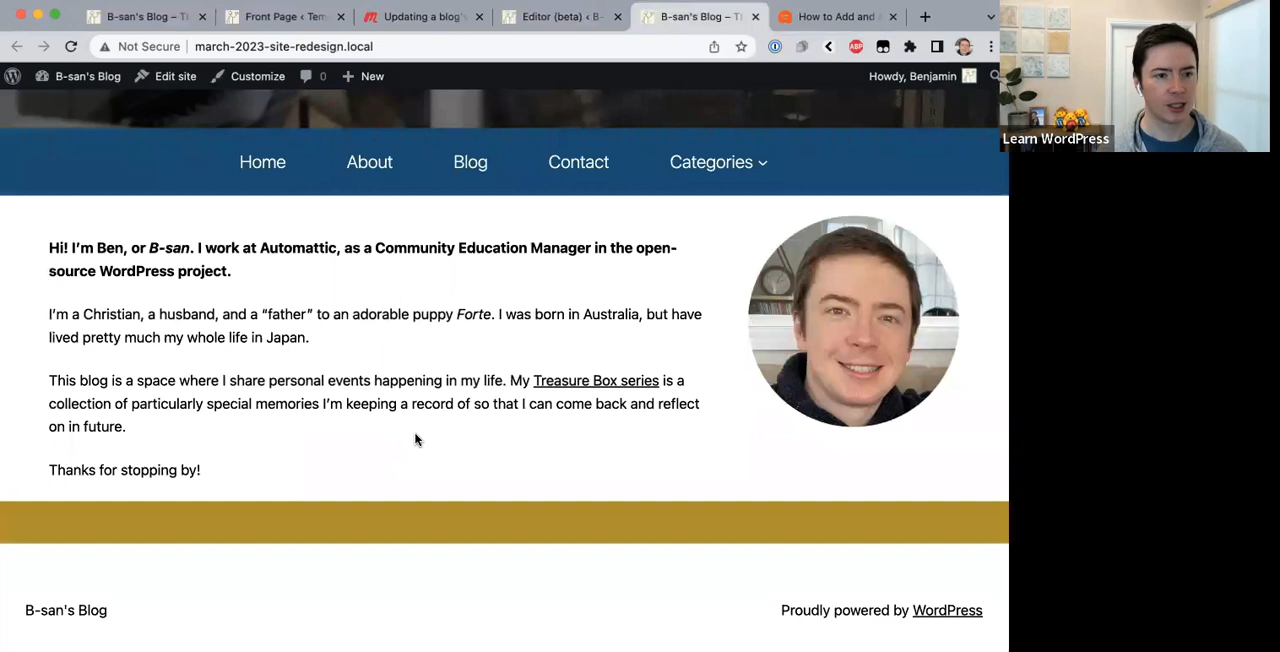 B-san's Blog – Ti
Front Page ‹ Tem
Updating a blog's
Editor (beta) ‹ B-
B-san's Blog – Ti
How to Add and
Not Secure
march-2023-site-redesign.local
ABP
B-san's Blog
Edit site
Customize
0
New
Howdy, Benjamin
Learn WordPress
Home
About
Blog
Contact
Categories
Hi! I'm Ben, or B-san. I work at Automattic, as a Community Education Manager in the open-
source WordPress project.
I'm a Christian, a husband, and a “father” to an adorable puppy Forte. I was born in Australia, but have
lived pretty much my whole life in Japan.
This blog is a space where I share personal events happening in my life. My Treasure Box series is a
collection of particularly special memories I'm keeping a record of so that I can come back and reflect
on in future.
Thanks for stopping by!
B-san's Blog
Proudly powered by WordPress